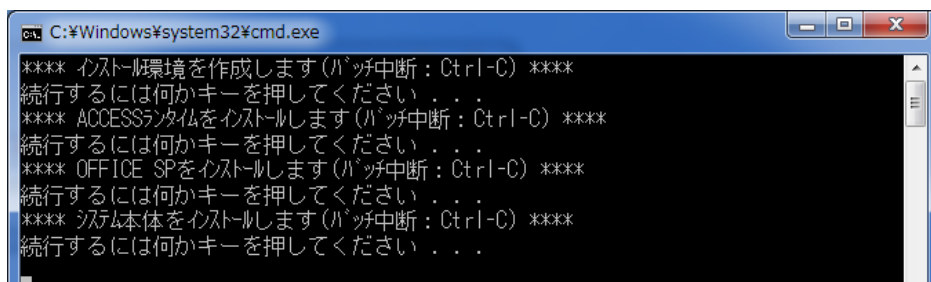 C:¥Windows¥system32¥cmd.exe
**** インストール環境を作成します(バッチ中断:Ctrl-C) ****
続行するには何かキーを押してください . . .
**** ACCESSランタイムをインストールします(バッチ中断:Ctrl-C) ****
続行するには何かキーを押してください . . .
**** OFFICE SPをインストールします(バッチ中断:Ctrl-C) ****
続行するには何かキーを押してください . . .
**** システム本体をインストールします(バッチ中断:Ctrl-C) ****
続行するには何かキーを押してください . . .